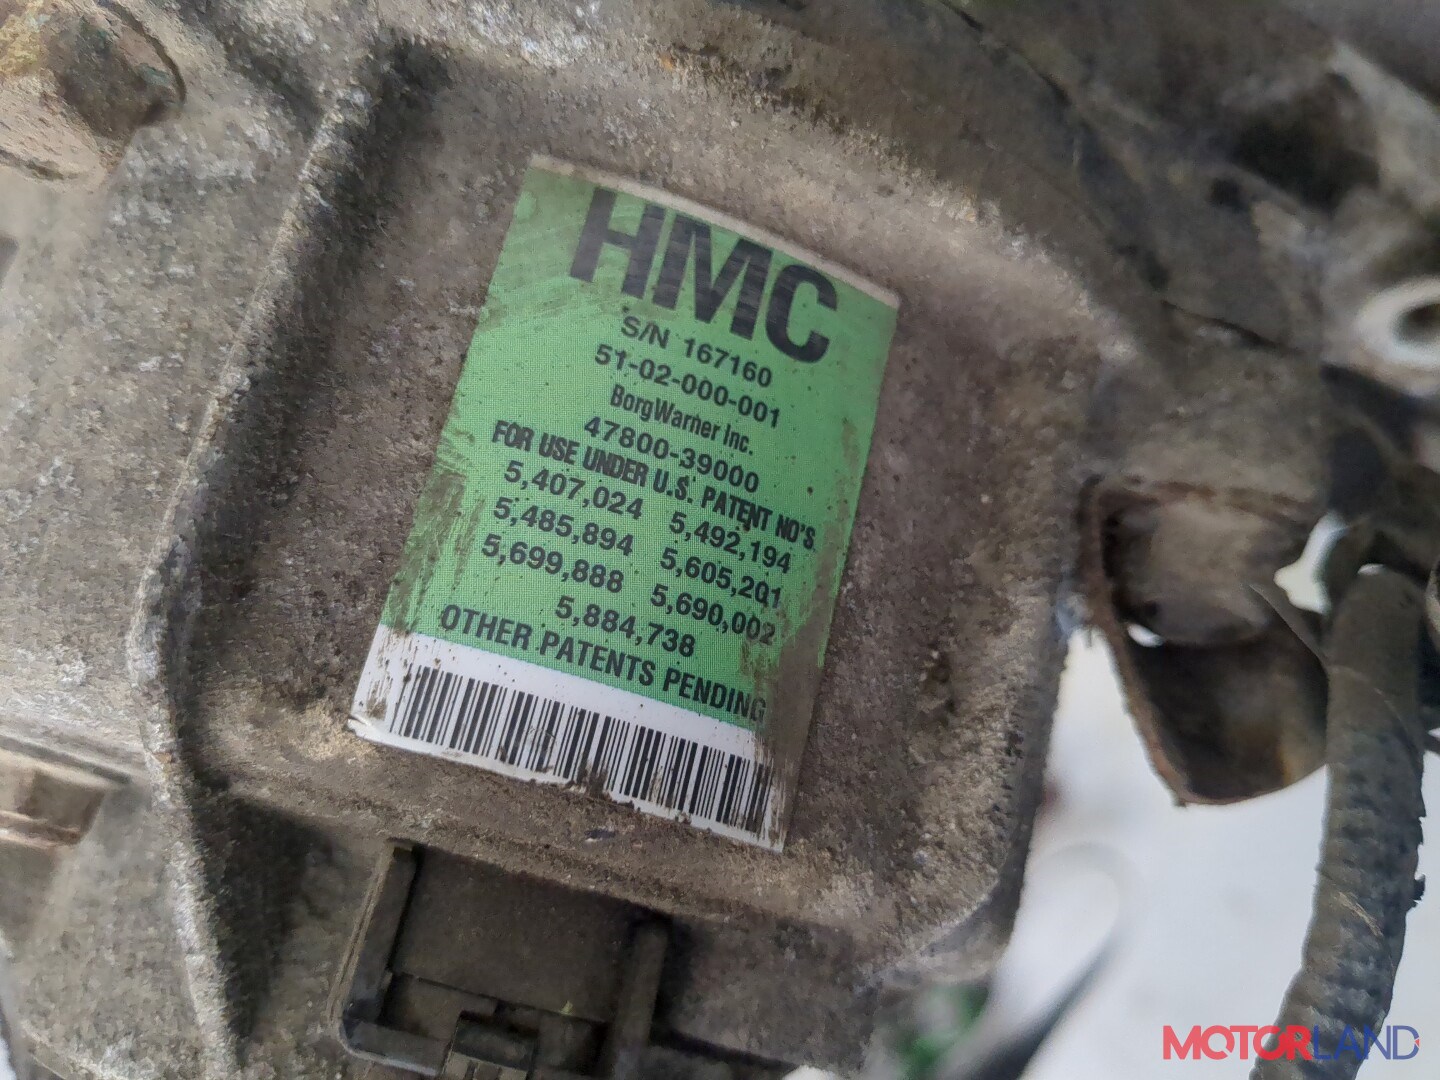 HMC
S/N 167160
51-02-000-001
BorgWarner Inc.
47800-39000
FOR USE UNDER U.S. PATENT NO'S.
5,407,024 5,492,194
5,485,894 5,605,201
5,699,888 5,690,002
5,884,738
OTHER PATENTS PENDING
MOTORLAND